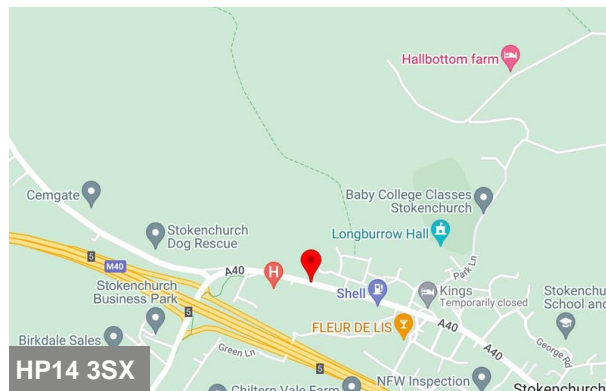 Hallbottom farm
Cemgate
Baby College Classes
Stokenchurch
Stokenchurch
Dog Rescue
Longburrow Hall
Park Ln
5
M40
A40
H
Stokenchurch
Business Park
Shell
Kings
Temporarily closed
Stokenchu
School and
5
FLEUR DE LIS
A40
A40
George Rd
Birkdale Sales
Green Ln
5
5
NFW Inspection
Chiltern Vale Farm
Stokenchurch
HP14 3SX